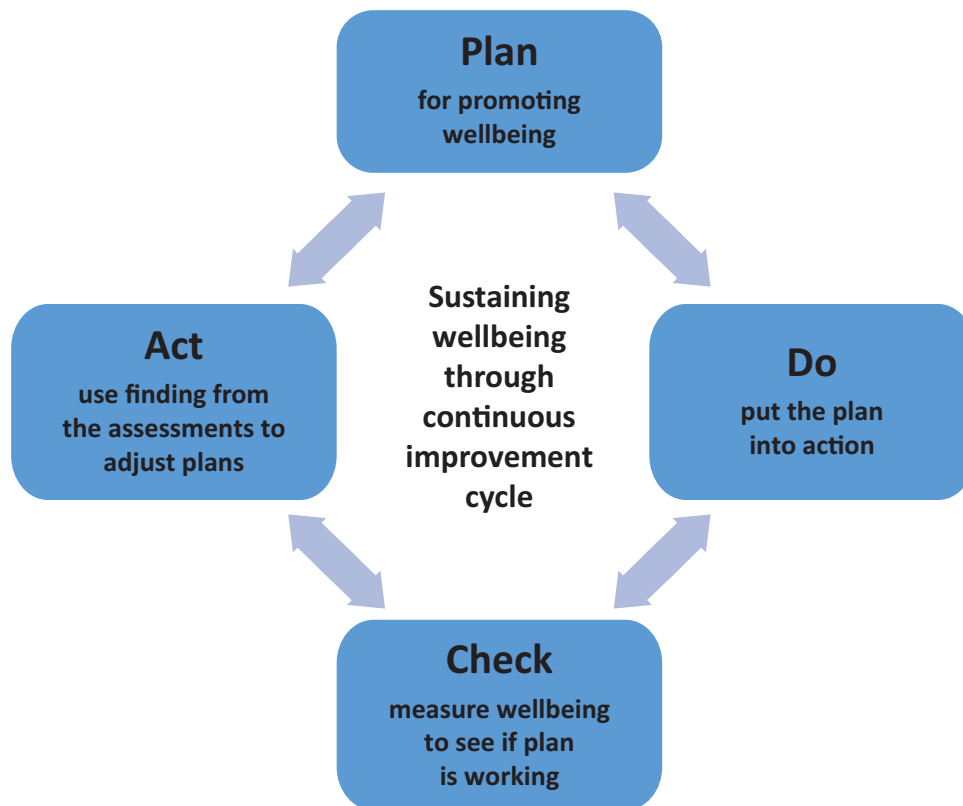 Plan
for promoting
wellbeing
Act
use finding from
the assessments to
adjust plans
Sustaining
wellbeing
through
continuous
improvement
cycle
Do
put the plan
into action
Check
measure wellbeing
to see if plan
is working